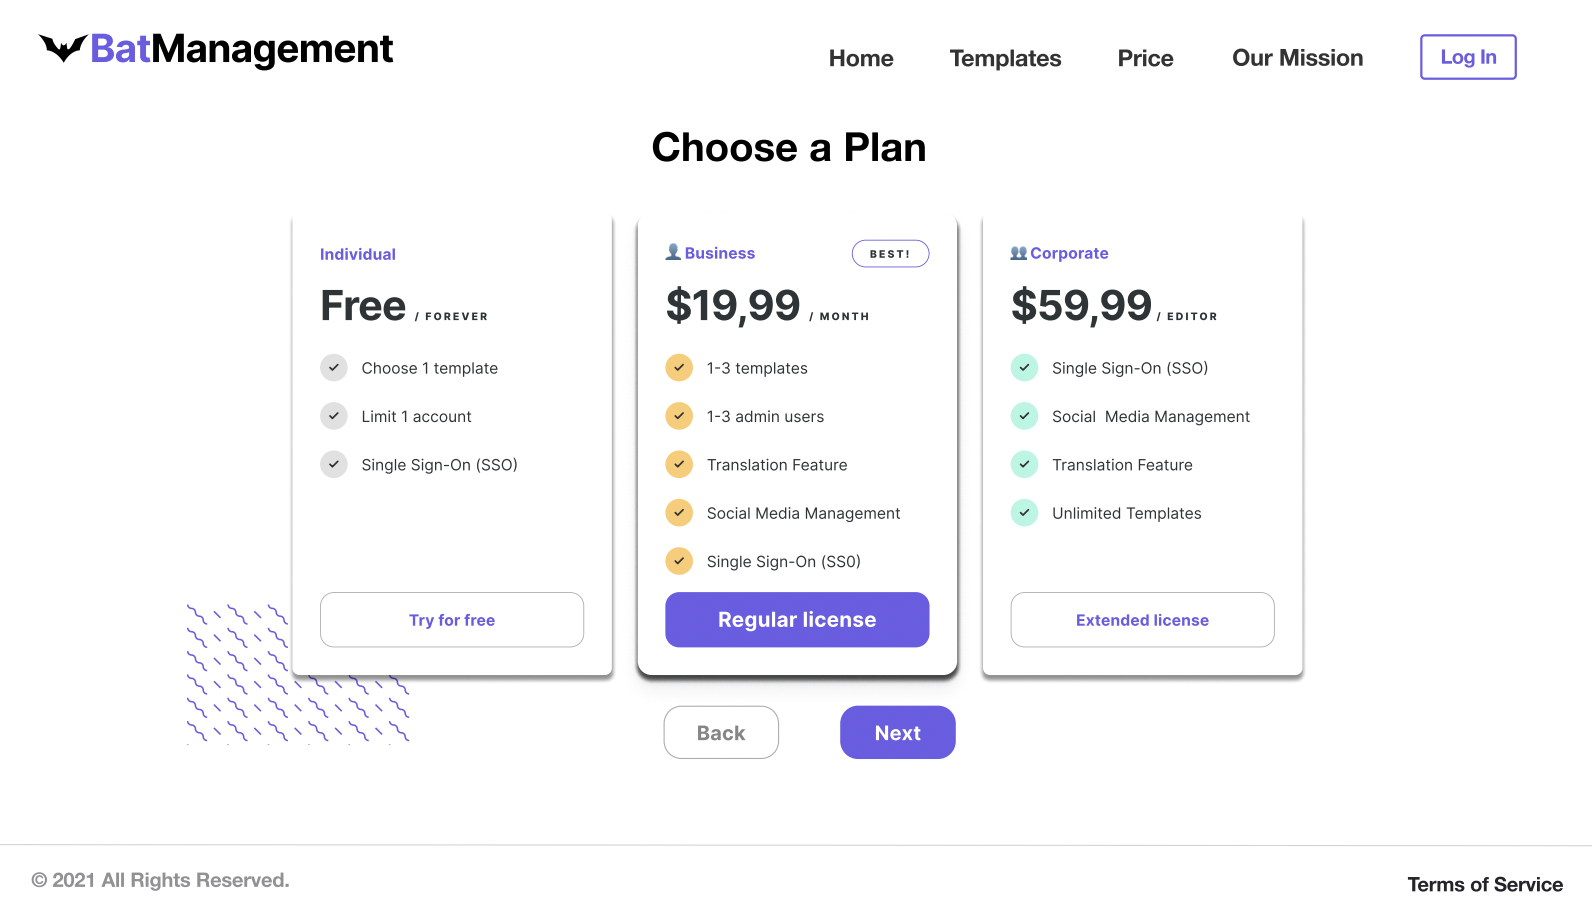 BatManagement
Home
Templates
Price
Our Mission
Log In
Choose a Plan
Individual
Free / FOREVER
Choose 1 template
Limit 1 account
Single Sign-On (SSO)
Try for free
Business
BEST!
$19,99 / MONTH
1-3 templates
1-3 admin users
Translation Feature
Social Media Management
Single Sign-On (SS0)
Regular license
Corporate
$59,99 / EDITOR
Single Sign-On (SSO)
Social  Media Management
Translation Feature
Unlimited Templates
Extended license
Back
Next
© 2021 All Rights Reserved.
Terms of Service